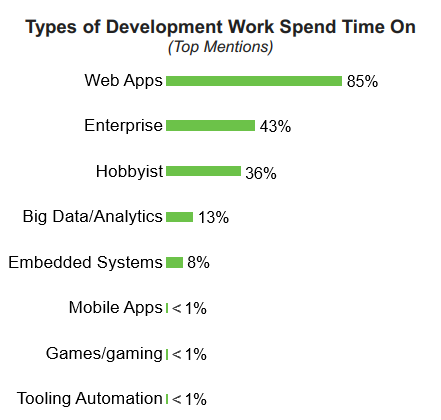 Types of Development Work Spend Time On
(Top Mentions)
Web Apps 85%
Enterprise 43%
Hobbyist 36%
Big Data/Analytics 13%
Embedded Systems 8%
Mobile Apps < 1%
Games/gaming < 1%
Tooling Automation < 1%